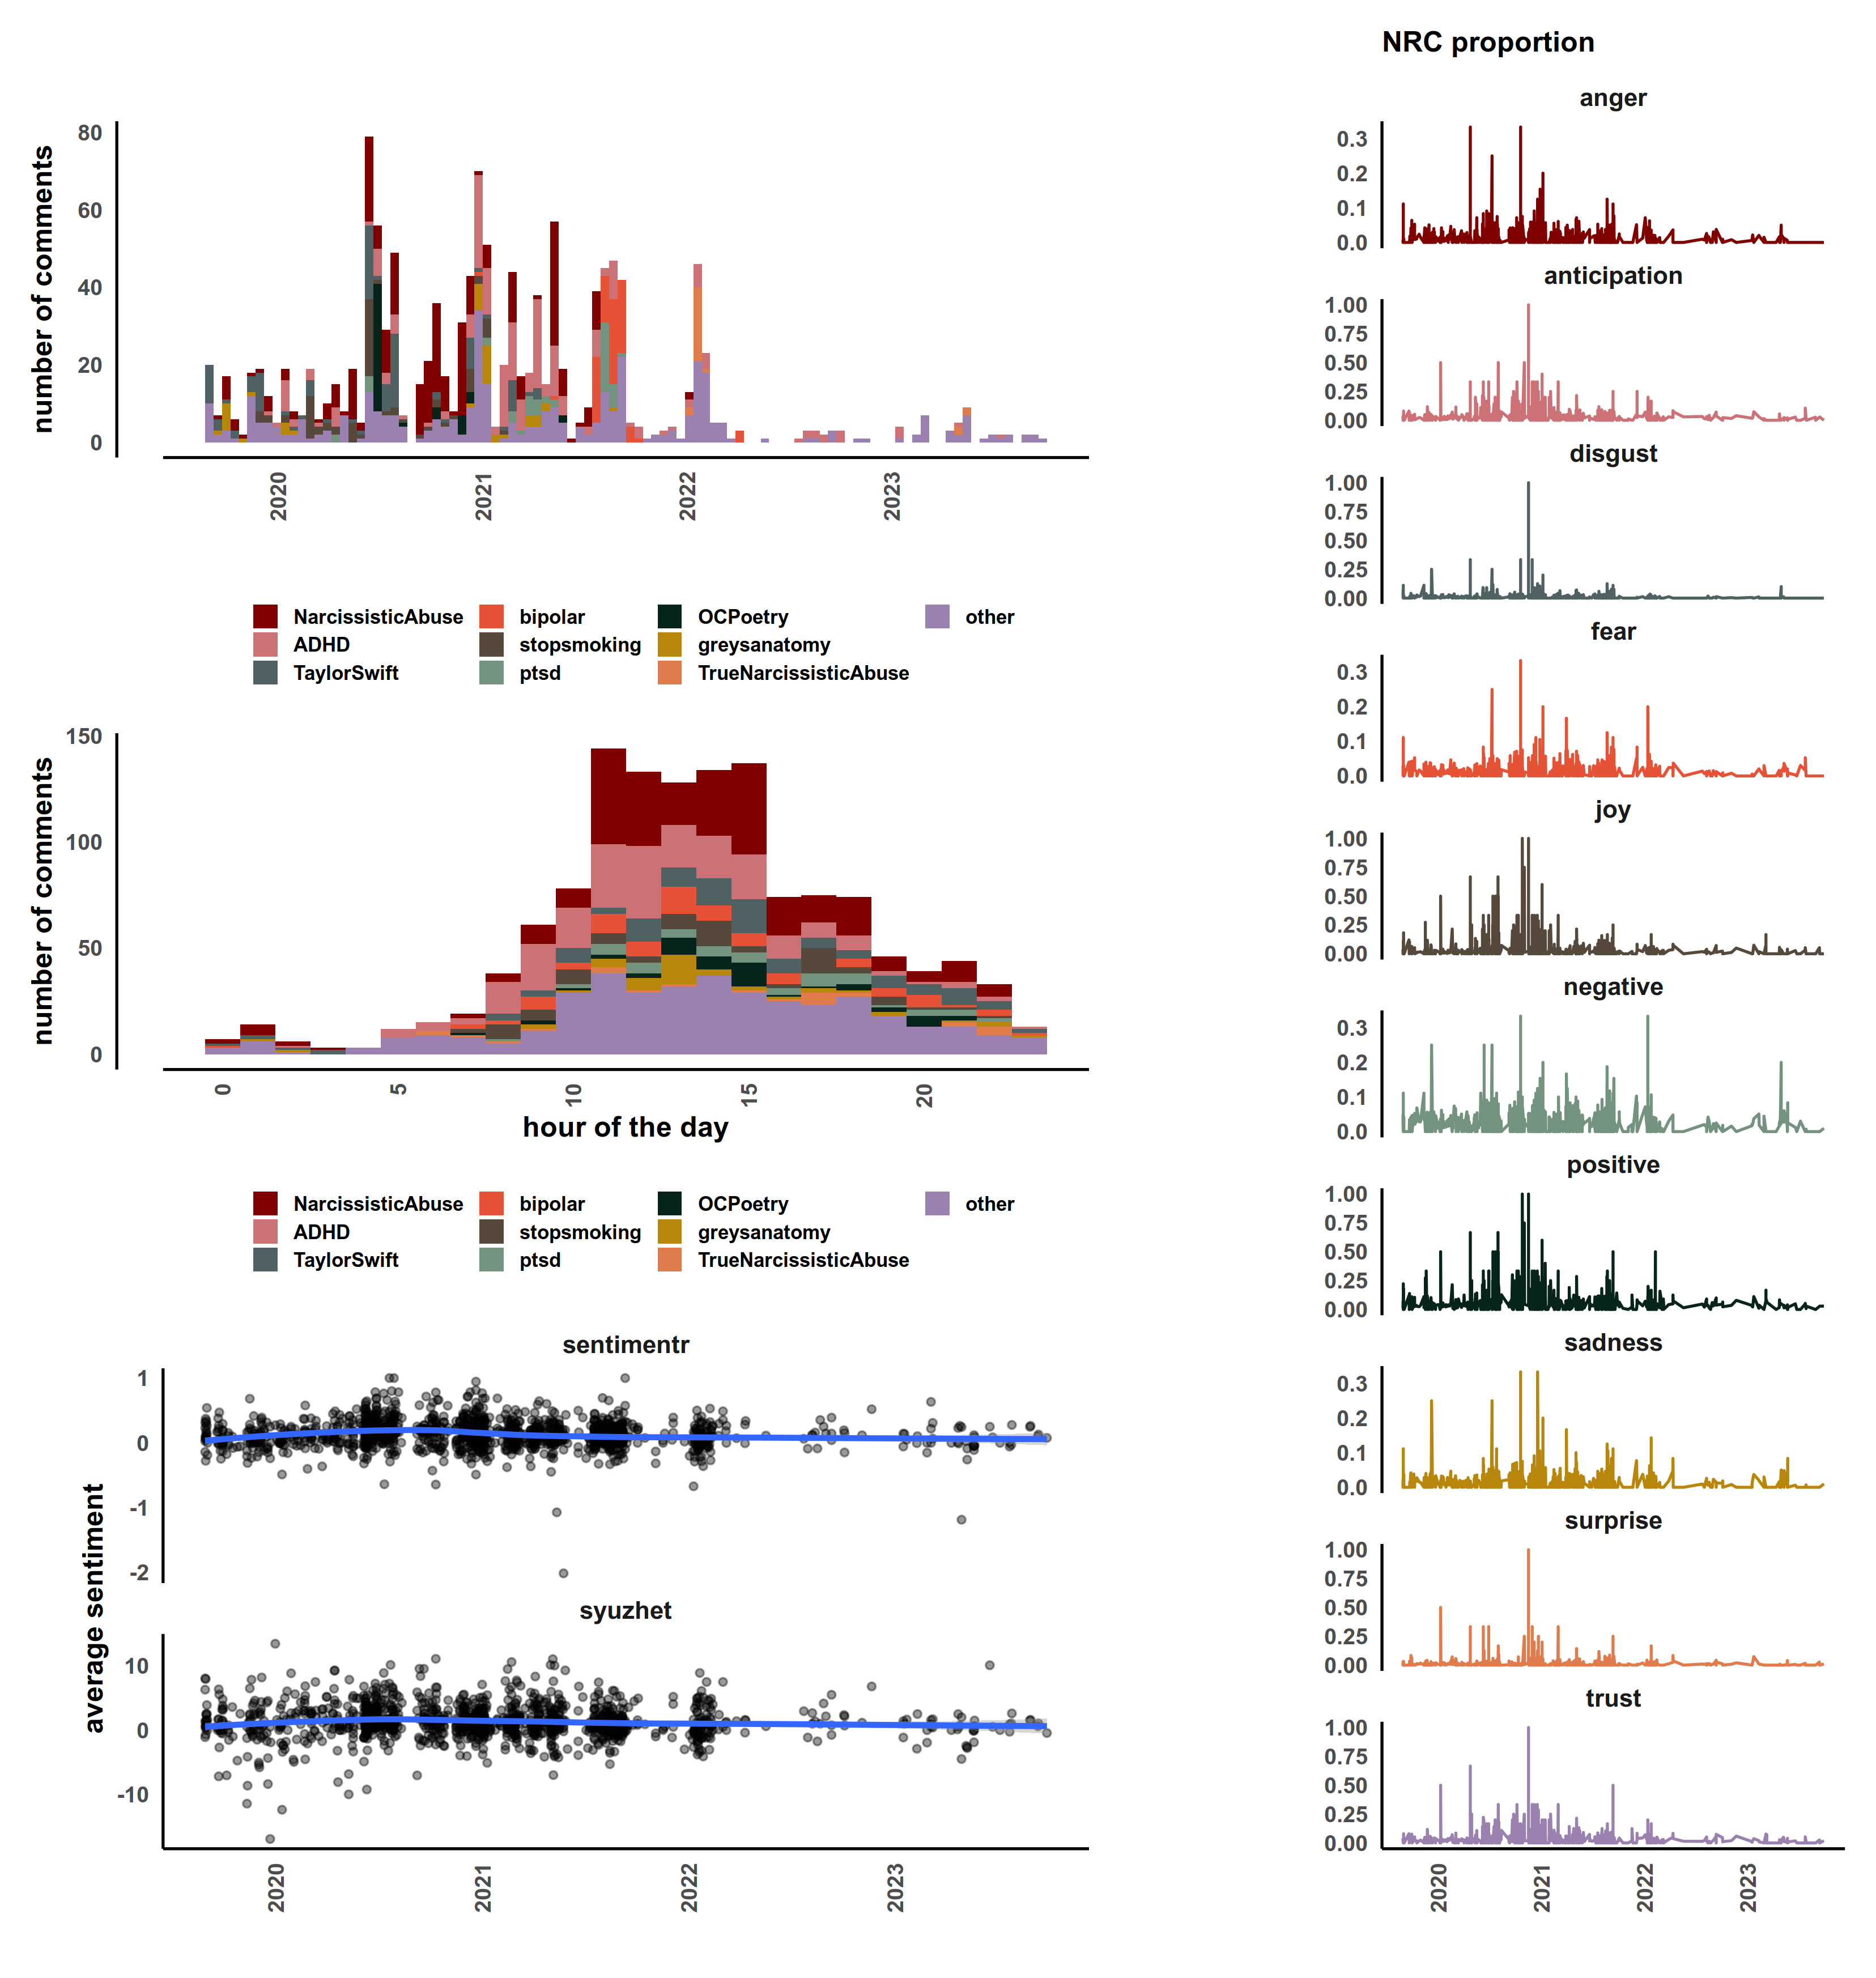 NRC proportion
number of comments
80
60
40
20
0
2020
2021
2022
2023
NarcissisticAbuse
ADHD
TaylorSwift
bipolar
stopsmoking
ptsd
OCPoetry
greysanatomy
TrueNarcissisticAbuse
other
number of comments
150
100
50
0
0
5
10
15
20
hour of the day
NarcissisticAbuse
ADHD
TaylorSwift
bipolar
stopsmoking
ptsd
OCPoetry
greysanatomy
TrueNarcissisticAbuse
other
average sentiment
sentimentr
1
0
-1
-2
syuzhet
10
0
-10
2020
2021
2022
2023
anger
0.3
0.2
0.1
0.0
anticipation
1.00
0.75
0.50
0.25
0.00
disgust
1.00
0.75
0.50
0.25
0.00
fear
0.3
0.2
0.1
0.0
joy
1.00
0.75
0.50
0.25
0.00
negative
0.3
0.2
0.1
0.0
positive
1.00
0.75
0.50
0.25
0.00
sadness
0.3
0.2
0.1
0.0
surprise
1.00
0.75
0.50
0.25
0.00
trust
1.00
0.75
0.50
0.25
0.00
2020
2021
2022
2023